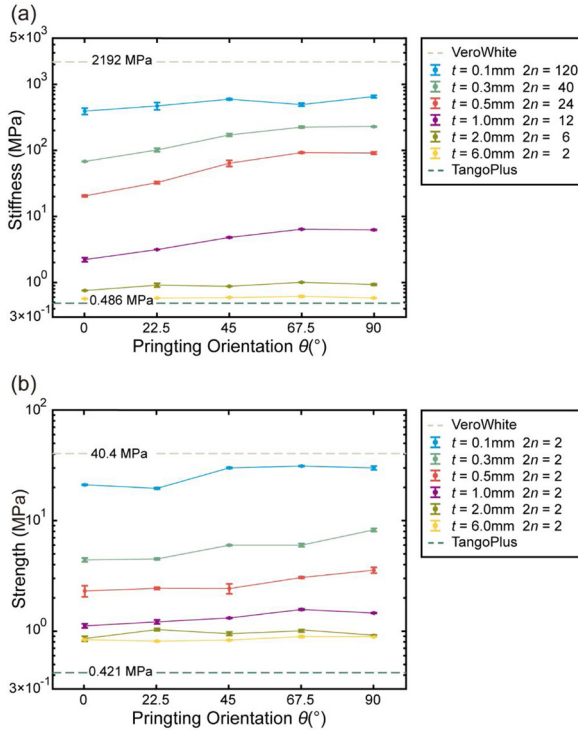 (a)
5×10³
2192 MPa
10³
10²
10¹
10⁰
0.486 MPa
3×10⁻¹
Stiffness (MPa)
0 22.5 45 67.5 90
Pringting Orientation θ(°)
VeroWhite
t = 0.1mm 2n = 120
t = 0.3mm 2n = 40
t = 0.5mm 2n = 24
t = 1.0mm 2n = 12
t = 2.0mm 2n = 6
t = 6.0mm 2n = 2
TangoPlus
(b)
10²
40.4 MPa
10¹
10⁰
0.421 MPa
3×10⁻¹
Strength (MPa)
0 22.5 45 67.5 90
Pringting Orientation θ(°)
VeroWhite
t = 0.1mm 2n = 2
t = 0.3mm 2n = 2
t = 0.5mm 2n = 2
t = 1.0mm 2n = 2
t = 2.0mm 2n = 2
t = 6.0mm 2n = 2
TangoPlus